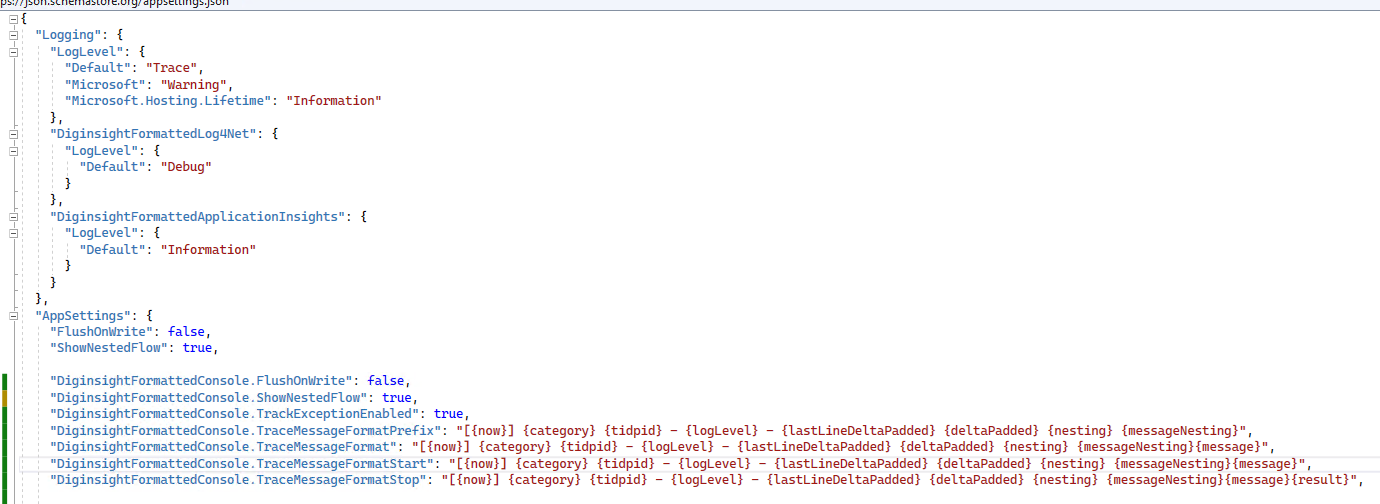 ps://json.schemastore.org/appsettings.json
{
"Logging": {
"LogLevel": {
"Default": "Trace",
"Microsoft": "Warning",
"Microsoft.Hosting.Lifetime": "Information"
},
"DiginsightFormattedLog4Net": {
"LogLevel": {
"Default": "Debug"
}
},
"DiginsightFormattedApplicationInsights": {
"LogLevel": {
"Default": "Information"
}
}
},
"AppSettings": {
"FlushOnWrite": false,
"ShowNestedFlow": true,
"DiginsightFormattedConsole.FlushOnWrite": false,
"DiginsightFormattedConsole.ShowNestedFlow": true,
"DiginsightFormattedConsole.TrackExceptionEnabled": true,
"DiginsightFormattedConsole.TraceMessageFormatPrefix": "[{now}] {category} {tidpid} - {logLevel} - {lastLineDeltaPadded} {deltaPadded} {nesting} {messageNesting}",
"DiginsightFormattedConsole.TraceMessageFormat": "[{now}] {category} {tidpid} - {logLevel} - {lastLineDeltaPadded} {deltaPadded} {nesting} {messageNesting}{message}",
"DiginsightFormattedConsole.TraceMessageFormatStart": "[{now}] {category} {tidpid} - {logLevel} - {lastLineDeltaPadded} {deltaPadded} {nesting} {messageNesting}{message}",
"DiginsightFormattedConsole.TraceMessageFormatStop": "[{now}] {category} {tidpid} - {logLevel} - {lastLineDeltaPadded} {deltaPadded} {nesting} {messageNesting}{message}{result}",